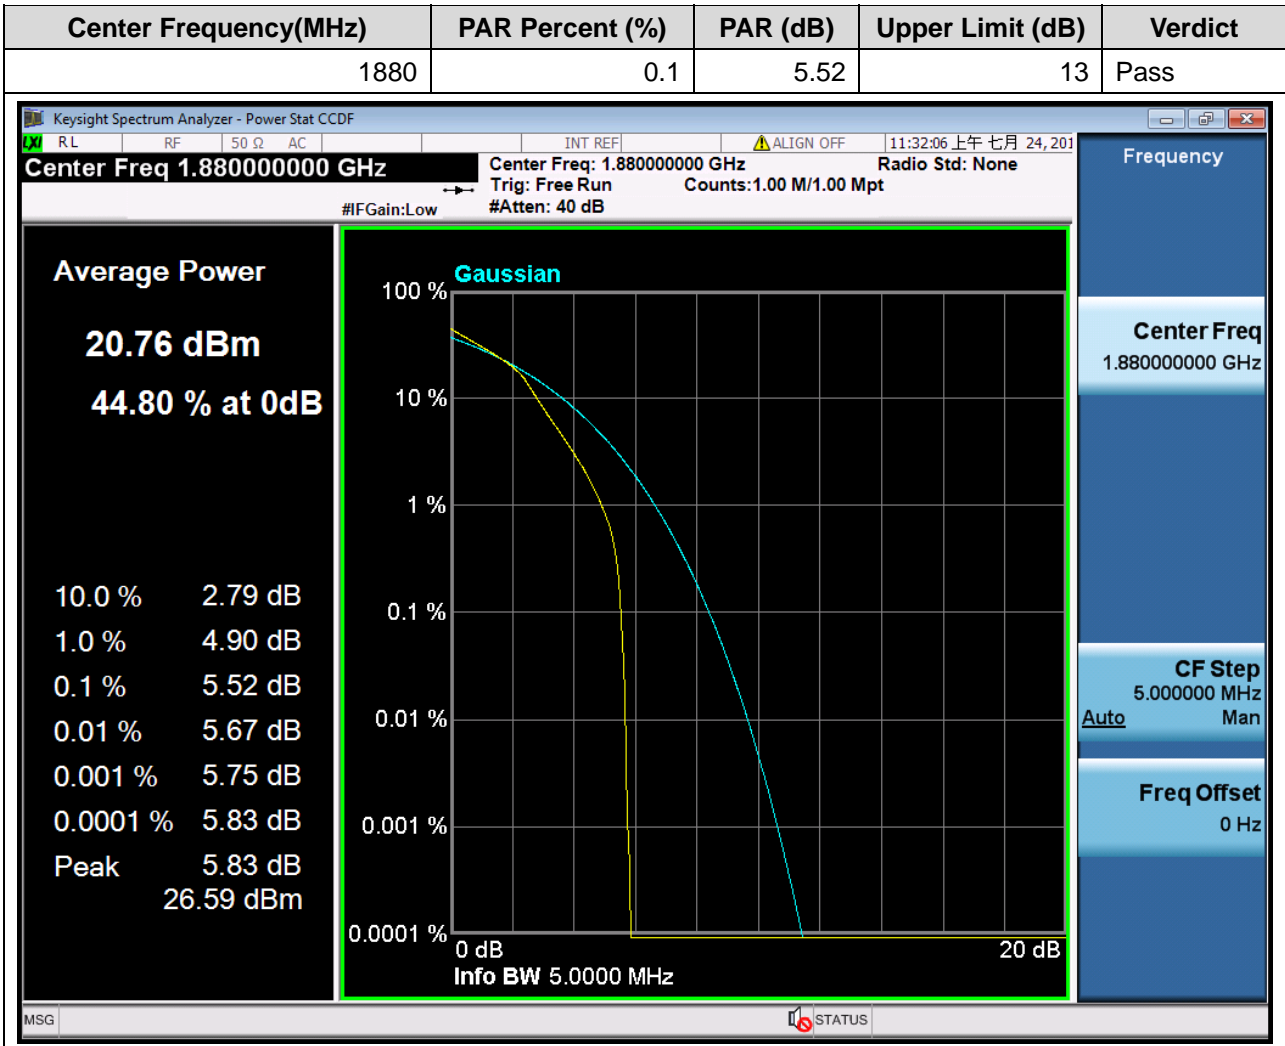 Center Frequency(MHz) PAR Percent (%) PAR (dB) Upper Limit (dB) Verdict
1880 0.1 5.52 13 Pass
Keysight Spectrum Analyzer - Power Stat CCDF
LXI RL RF 50 Ω AC INT REF ALIGN OFF 11:32:06 上午 七月 24, 201
Center Freq 1.880000000 GHz
Center Freq: 1.880000000 GHz Radio Std: None
Trig: Free Run Counts:1.00 M/1.00 Mpt
#IFGain:Low #Atten: 40 dB
Frequency
Average Power
20.76 dBm
44.80 % at 0dB
10.0 % 2.79 dB
1.0 % 4.90 dB
0.1 % 5.52 dB
0.01 % 5.67 dB
0.001 % 5.75 dB
0.0001 % 5.83 dB
Peak 5.83 dB
26.59 dBm
Gaussian
100 %
10 %
1 %
0.1 %
0.01 %
0.001 %
0.0001 %
0 dB 20 dB
Info BW 5.0000 MHz
Center Freq
1.880000000 GHz
CF Step
5.000000 MHz
Auto Man
Freq Offset
0 Hz
MSG STATUS